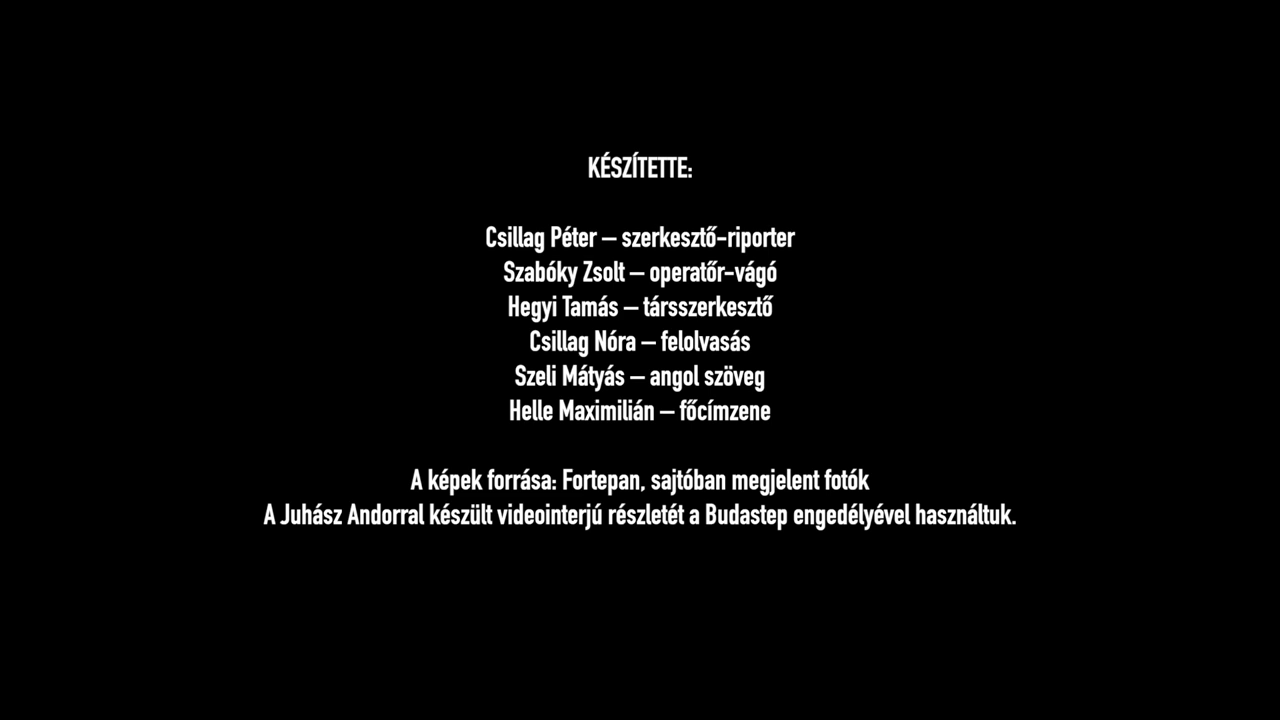 KÉSZÍTETTE:
Csillag Péter – szerkesztő-riporter
Szabóky Zsolt – operatőr-vágó
Hegyi Tamás – társszerkesztő
Csillag Nóra – felolvasás
Szeli Mátyás – angol szöveg
Helle Maximilián – főcímzene
A képek forrása: Fortepan, sajtóban megjelent fotók
A Juhász Andorral készült videointerjú részletét a Budastep engedélyével használtuk.